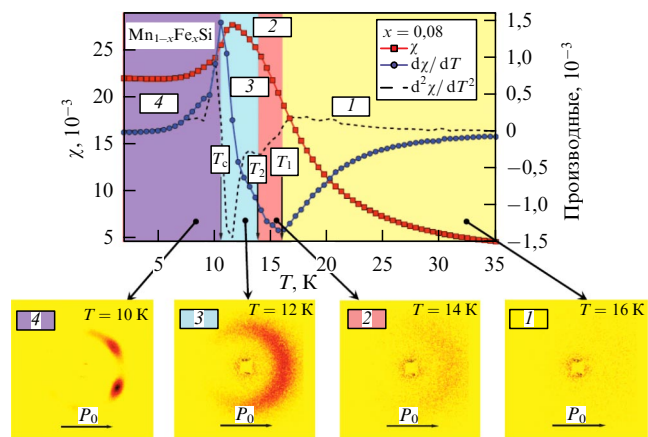 Mn₁₋ₓFeₓSi
2
x = 0,08
χ
dχ/dT
d²χ/dT²
4
3
1
T_c
T₂
T₁
χ, 10⁻³
25
20
15
10
5
1,5
1,0
0,5
0
−0,5
−1,0
−1,5
Производные, 10⁻³
5 10 15 20 25 30 35
T, К
4 T = 10 К
3 T = 12 К
2 T = 14 К
1 T = 16 К
P₀ P₀ P₀ P₀